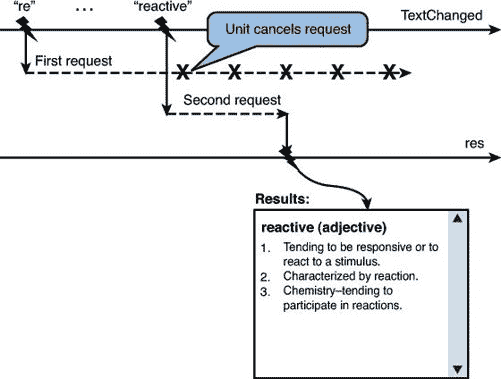 “re” ... “reactive”
Unit cancels request
TextChanged
First request
X X X X X
Second request
res
Results:
reactive (adjective)
1. Tending to be responsive or to
react to a stimulus.
2. Characterized by reaction.
3. Chemistry–tending to
participate in reactions.